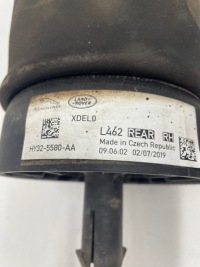 LAND-
ROVER
XDEL0
L462 REAR RH
Made in Czech Republic
HY32-5580-AA
09.06.02 02/07/2019